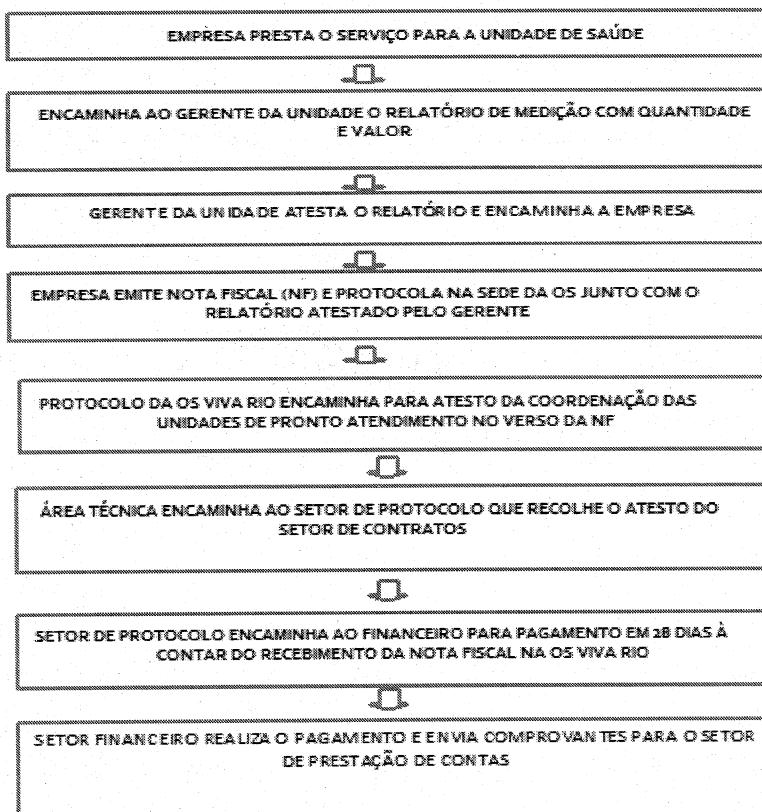 EMPRESA PRESTA O SERVIÇO PARA A UNIDADE DE SAÚDE
ENCAMINHA AO GERENTE DA UNIDADE O RELATÓRIO DE MEDIÇÃO COM QUANTIDADE
E VALOR
GERENTE DA UNIDADE ATESTA O RELATÓRIO E ENCAMINHA A EMPRESA
EMPRESA EMITE NOTA FISCAL (NF) E PROTOCOLA NA SEDE DA OS JUNTO COM O
RELATÓRIO ATESTADO PELO GERENTE
PROTOCOLO DA OS VIVA RIO ENCAMINHA PARA ATESTO DA COORDENAÇÃO DAS
UNIDADES DE PRONTO ATENDIMENTO NO VERSO DA NF
ÁREA TÉCNICA ENCAMINHA AO SETOR DE PROTOCOLO QUE RECOLHE O ATESTO DO
SETOR DE CONTRATOS
SETOR DE PROTOCOLO ENCAMINHA AO FINANCEIRO PARA PAGAMENTO EM 28 DIAS À
CONTAR DO RECEBIMENTO DA NOTA FISCAL NA OS VIVA RIO
SETOR FINANCEIRO REALIZA O PAGAMENTO E ENVIA COMPROVANTES PARA O SETOR
DE PRESTAÇÃO DE CONTAS